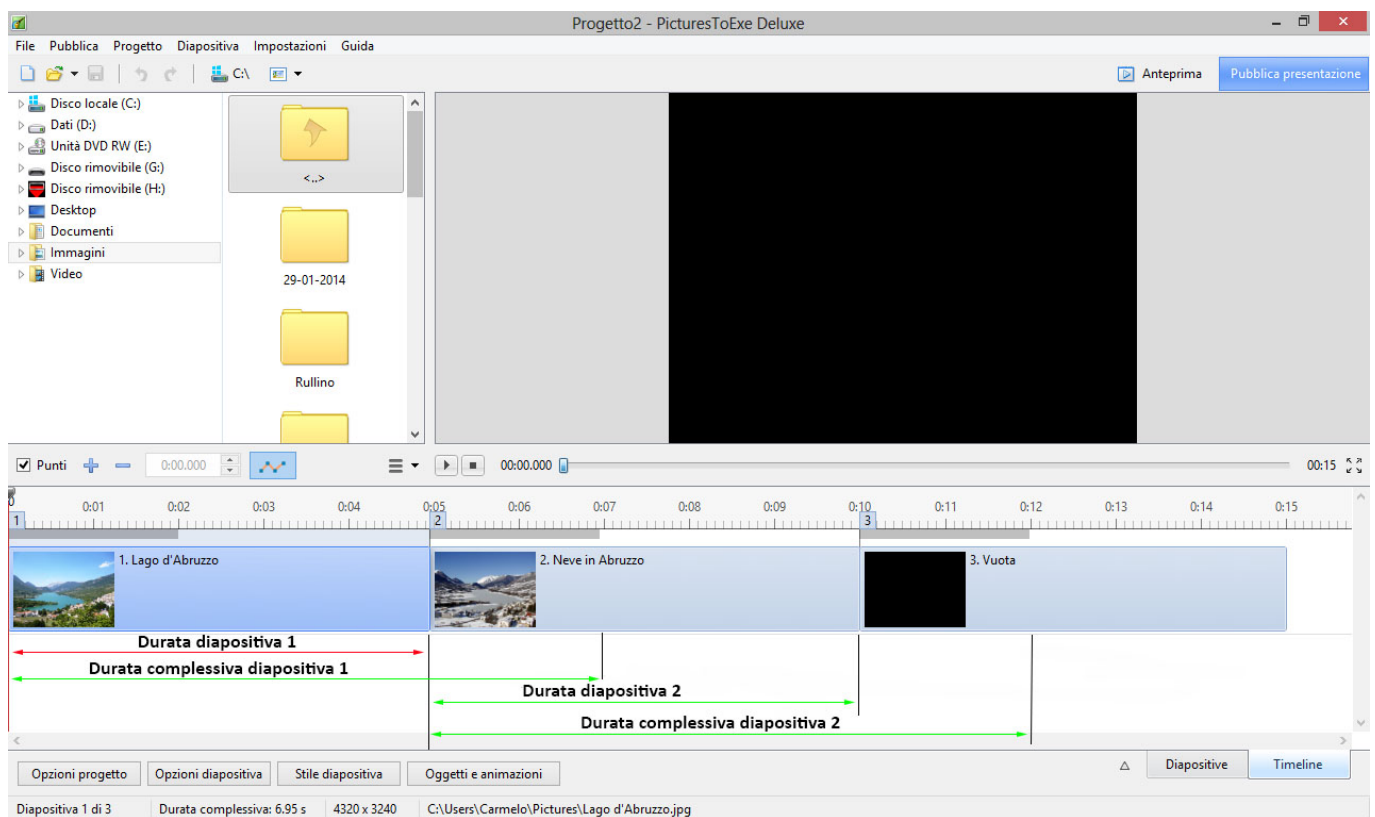 Progetto2 - PicturesToExe Deluxe
File Pubblica Progetto Diapositiva Impostazioni Guida
C:\ Anteprima Pubblica presentazione
Disco locale (C:)
Dati (D:)
Unità DVD RW (E:)
Disco rimovibile (G:)
Disco rimovibile (H:)
Desktop
Documenti
Immagini
Video
<..>
29-01-2014
Rullino
Punti 0:00.000 00:00.000 00:15
0:01 0:02 0:03 0:04 0:05 0:06 0:07 0:08 0:09 0:10 0:11 0:12 0:13 0:14 0:15
1 2 3
1. Lago d'Abruzzo 2. Neve in Abruzzo 3. Vuota
Durata diapositiva 1
Durata complessiva diapositiva 1
Durata diapositiva 2
Durata complessiva diapositiva 2
Opzioni progetto Opzioni diapositiva Stile diapositiva Oggetti e animazioni Diapositive Timeline
Diapositiva 1 di 3 Durata complessiva: 6.95 s 4320 x 3240 C:\Users\Carmelo\Pictures\Lago d'Abruzzo.jpg